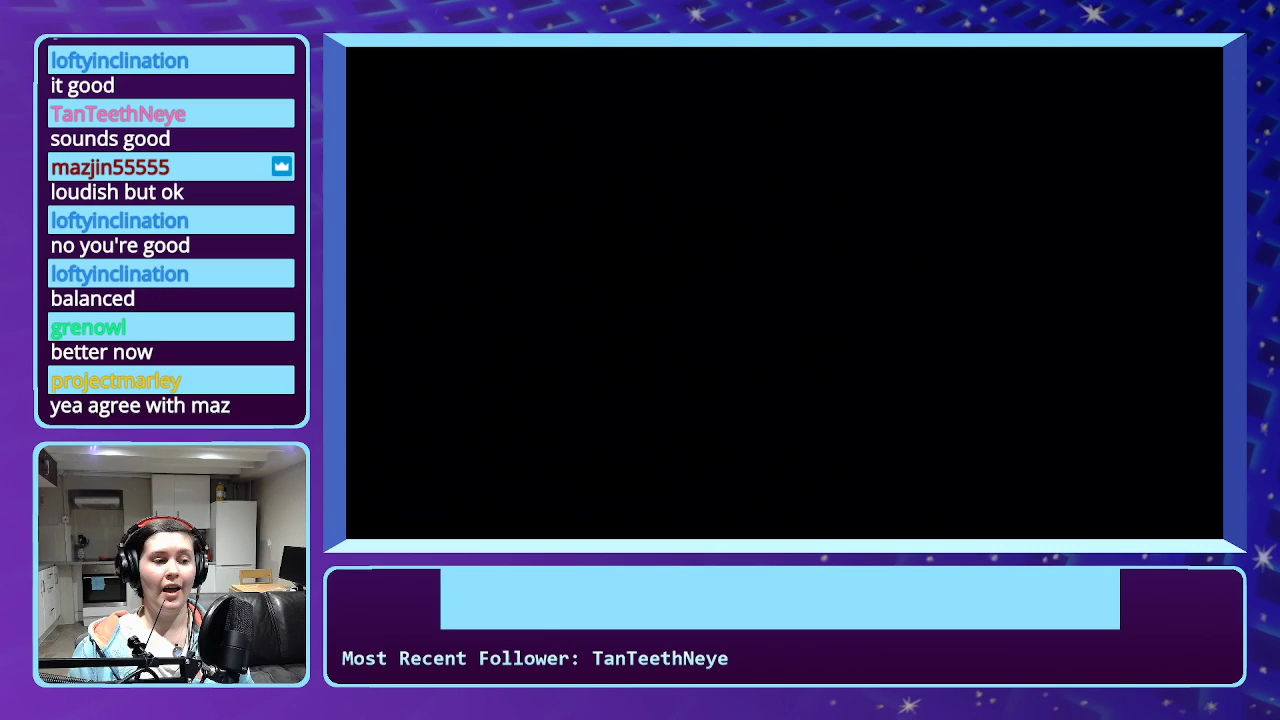 loftyinclination
it good
TanTeethNeye
sounds good
mazjin55555
loudish but ok
loftyinclination
no you're good
loftyinclination
balanced
grenowl
better now
projectmarley
yea agree with maz
Most Recent Follower: TanTeethNeye